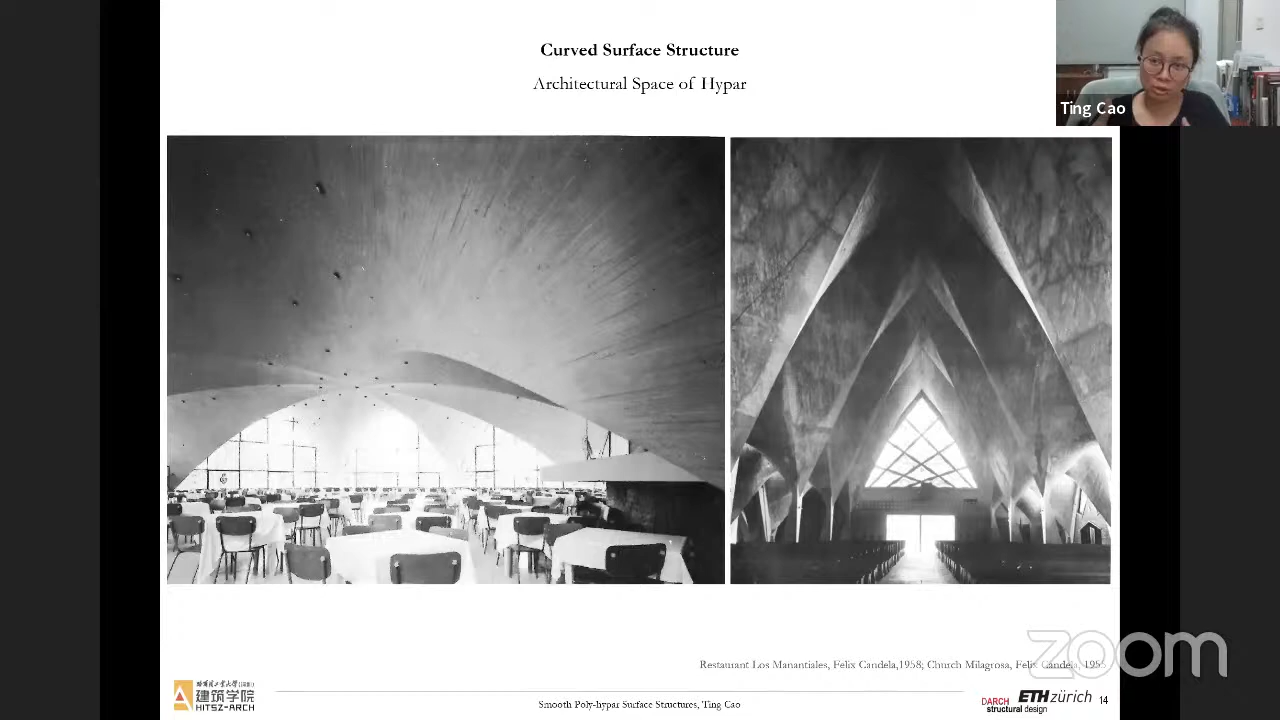 Curved Surface Structure
Architectural Space of Hypar
Ting Cao
Restaurant Los Manantiales, Felix Candela,1958; Church Milagrosa, Felix Candela, 1955
zoom
建筑学院
HITSZ-ARCH
Smooth Poly-hypar Surface Structures, Ting Cao
DARCH
structural design
ETH zürich
14